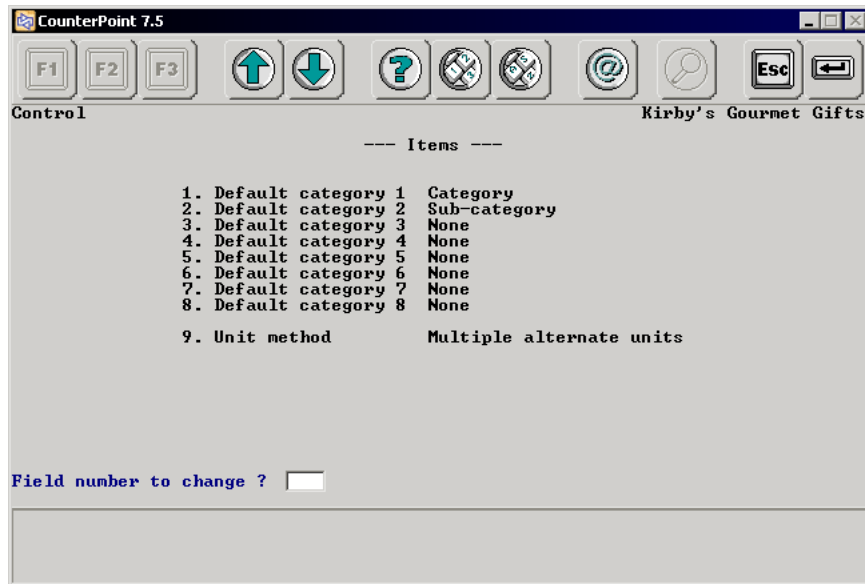 CounterPoint 7.5
F1 F2 F3 ? @ Esc
Control Kirby's Gourmet Gifts
--- Items ---
1. Default category 1 Category
2. Default category 2 Sub-category
3. Default category 3 None
4. Default category 4 None
5. Default category 5 None
6. Default category 6 None
7. Default category 7 None
8. Default category 8 None
9. Unit method Multiple alternate units
Field number to change ?